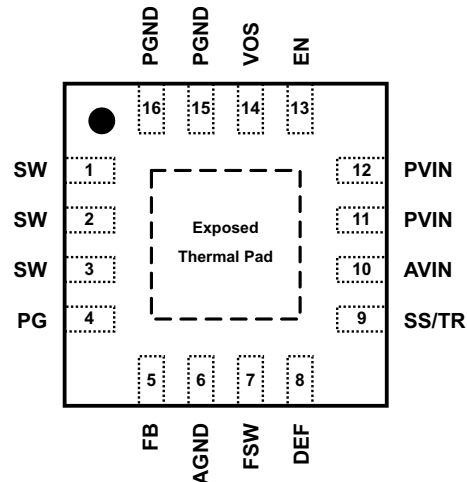 PGND PGND VOS EN
16 15 14 13
SW 1 12 PVIN
SW 2 11 PVIN
Exposed
Thermal Pad
SW 3 10 AVIN
PG 4 9 SS/TR
5 6 7 8
FB AGND FSW DEF